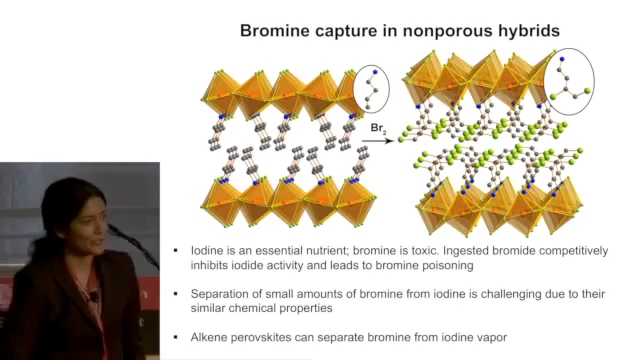 Bromine capture in nonporous hybrids
Br2
▪ Iodine is an essential nutrient; bromine is toxic. Ingested bromide competitively
inhibits iodide activity and leads to bromine poisoning
▪ Separation of small amounts of bromine from iodine is challenging due to their
similar chemical properties
▪ Alkene perovskites can separate bromine from iodine vapor